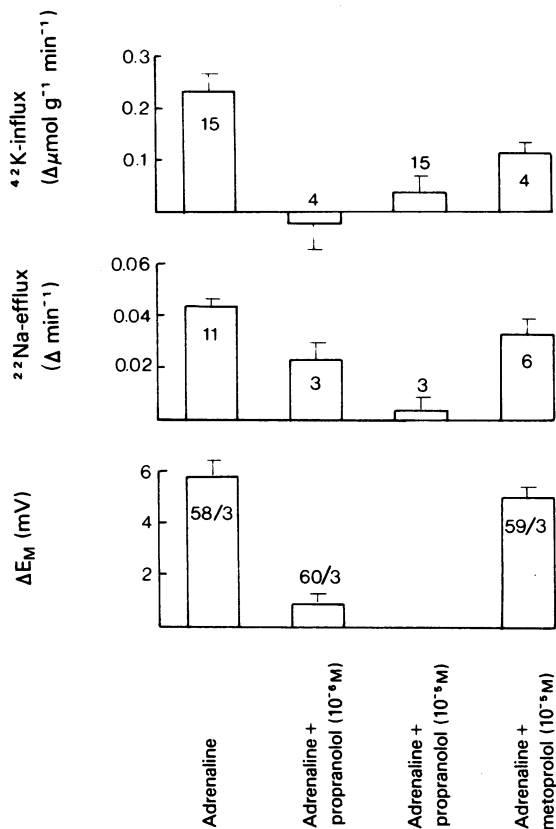 ⁴²K-influx
(Δμmol g⁻¹ min⁻¹)
0.3
0.2
0.1
15
4
15
4
²²Na-efflux
(Δ min⁻¹)
0.06
0.04
0.02
11
3
3
6
ΔE_M (mV)
6
4
2
58/3
60/3
59/3
Adrenaline
Adrenaline +
propranolol (10⁻⁶M)
Adrenaline +
propranolol (10⁻⁵M)
Adrenaline +
metoprolol (10⁻⁵M)